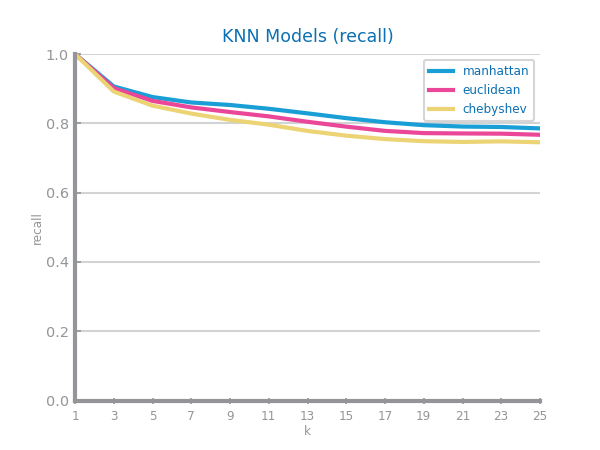 KNN Models (recall)
1.0
0.8
0.6
0.4
0.2
0.0
recall
manhattan
euclidean
chebyshev
1 3 5 7 9 11 13 15 17 19 21 23 25
k